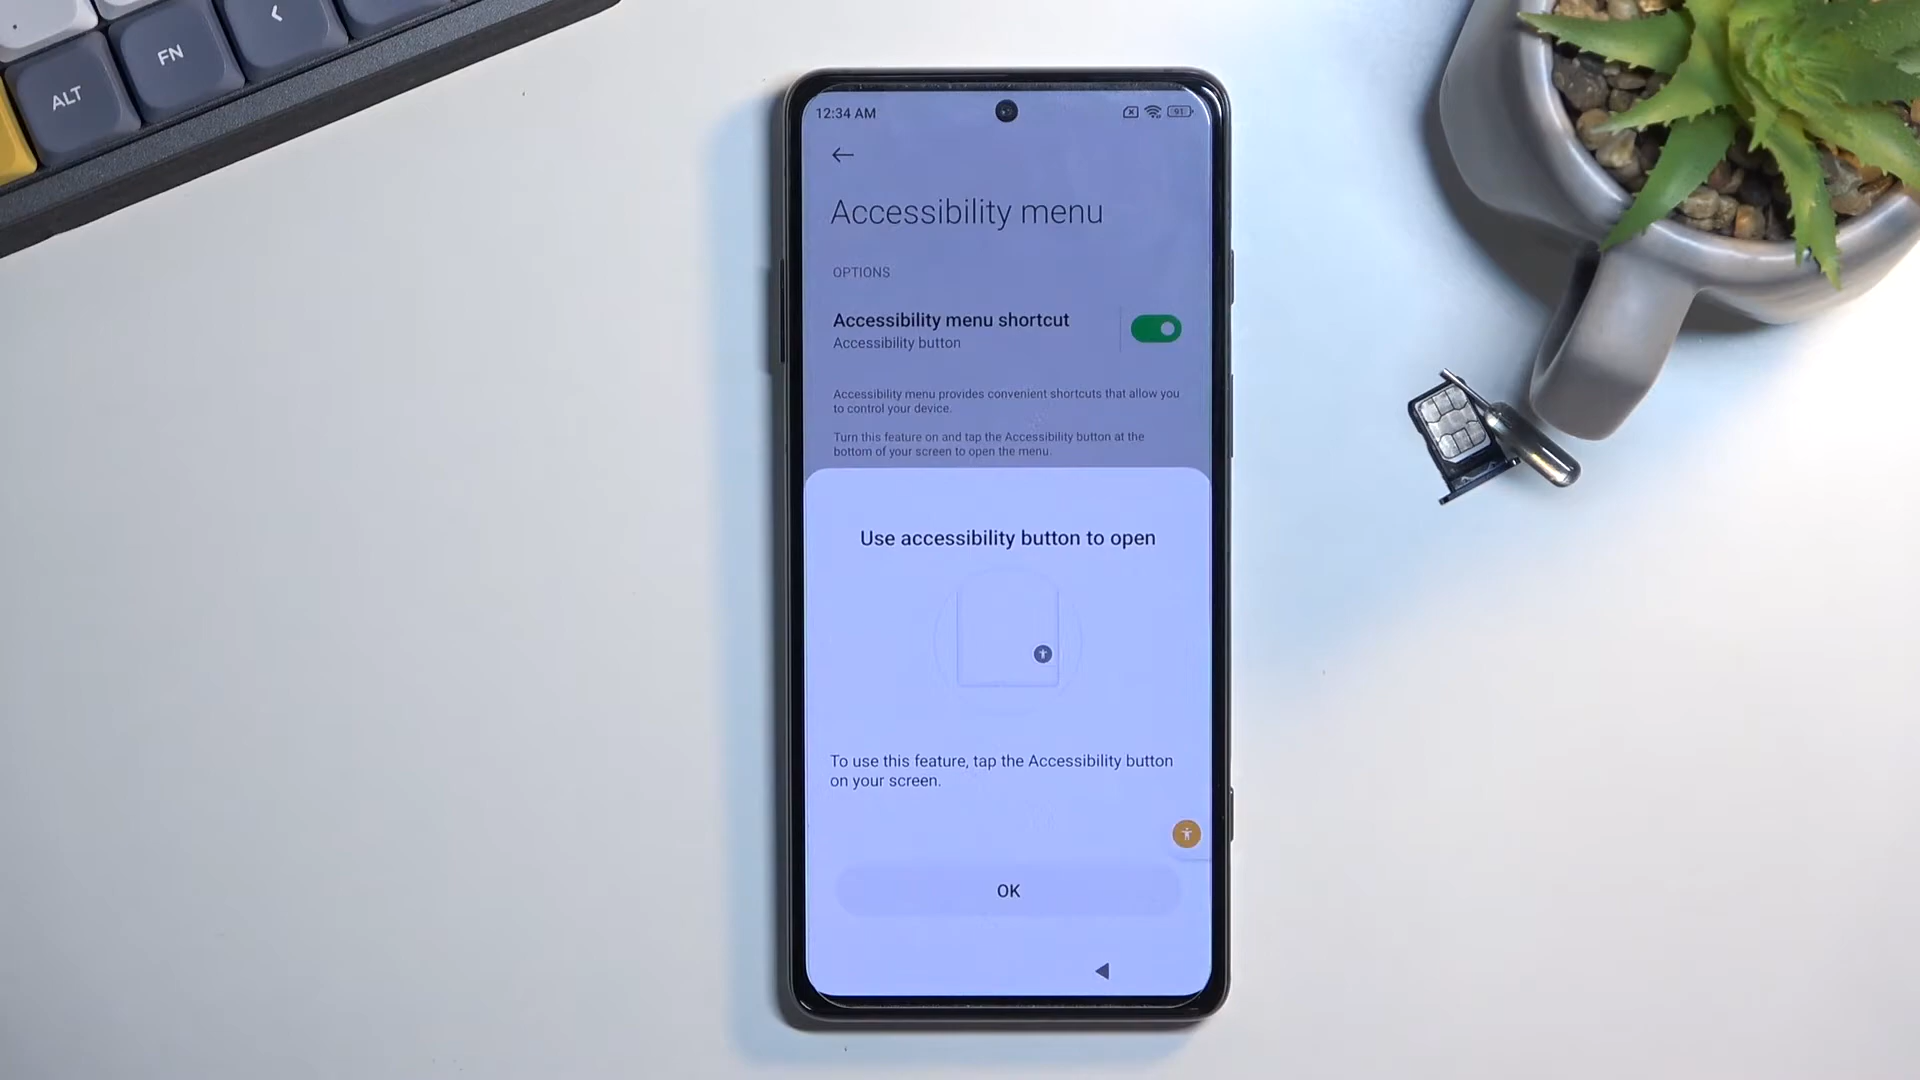 ALT
FN
<
12:34 AM
91
Accessibility menu
OPTIONS
Accessibility menu shortcut
Accessibility button
Accessibility menu provides convenient shortcuts that allow you
to control your device.
Turn this feature on and tap the Accessibility button at the
bottom of your screen to open the menu.
Use accessibility button to open
To use this feature, tap the Accessibility button
on your screen.
OK